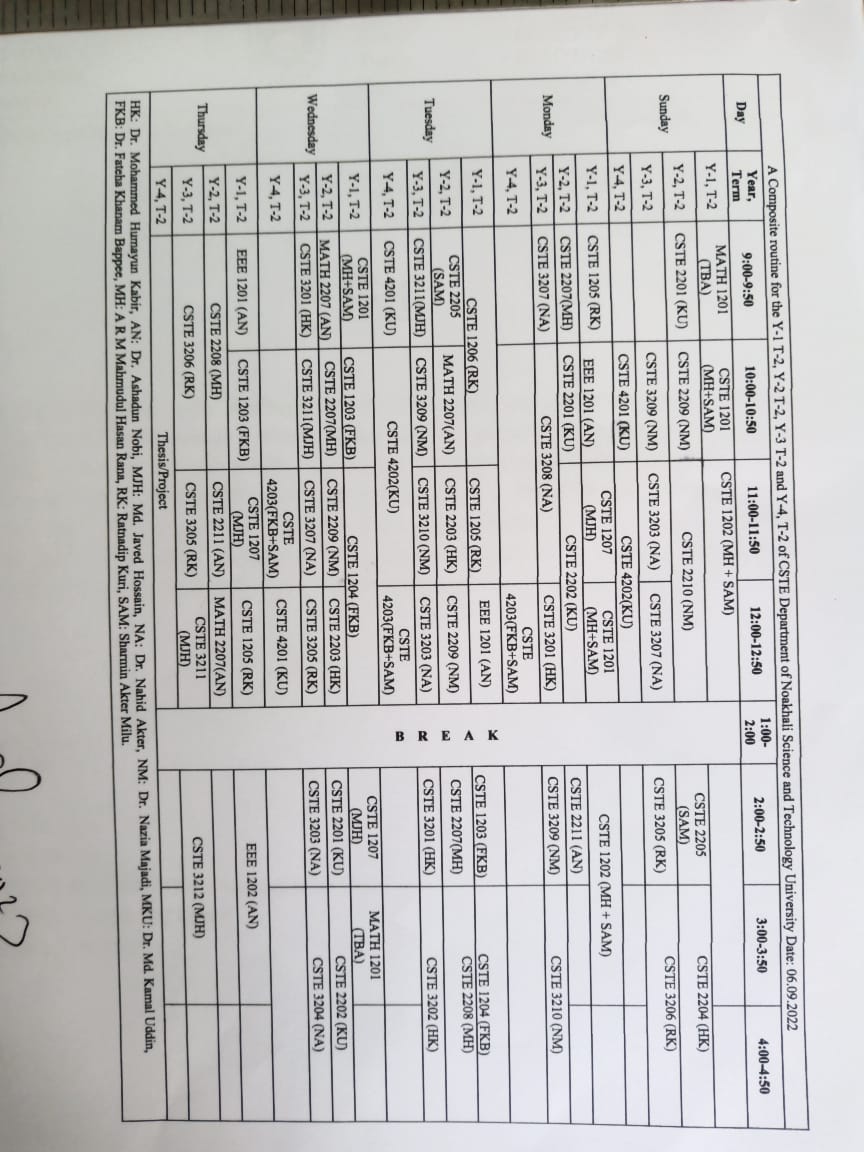 A Composite routine for the Y-1 T-2, Y-2 T-2, Y-3 T-2 and Y-4, T-2 of CSTE Department of Noakhali Science and Technology University Date: 06.09.2022
Day Year, Term 9:00-9:50 10:00-10:50 11:00-11:50 12:00-12:50 1:00-2:00 2:00-2:50 3:00-3:50 4:00-4:50
Sunday
Y-1, T-2 MATH 1201 (TBA) CSTE 1201 (MH+SAM) CSTE 1202 (MH + SAM)
Y-2, T-2 CSTE 2201 (KU) CSTE 2209 (NM) CSTE 2210 (NM) CSTE 2205 (SAM) CSTE 2204 (HK)
Y-3, T-2 CSTE 3209 (NM) CSTE 3203 (NA) CSTE 3207 (NA) CSTE 3205 (RK) CSTE 3206 (RK)
Y-4, T-2 CSTE 4201 (KU) CSTE 4202(KU)
Monday
Y-1, T-2 CSTE 1205 (RK) EEE 1201 (AN) CSTE 1207 (MJH) CSTE 1201 (MH+SAM) CSTE 1202 (MH + SAM)
Y-2, T-2 CSTE 2207(MH) CSTE 2201 (KU) CSTE 2202 (KU) CSTE 2211 (AN)
Y-3, T-2 CSTE 3207 (NA) CSTE 3208 (NA) CSTE 3201 (HK) CSTE 3209 (NM) CSTE 3210 (NM)
Y-4, T-2 CSTE 4203(FKB+SAM)
BREAK
Tuesday
Y-1, T-2 CSTE 1206 (RK) CSTE 1205 (RK) EEE 1201 (AN) CSTE 1203 (FKB) CSTE 1204 (FKB)
Y-2, T-2 CSTE 2205 (SAM) MATH 2207(AN) CSTE 2203 (HK) CSTE 2209 (NM) CSTE 2207(MH) CSTE 2208 (MH)
Y-3, T-2 CSTE 3211(MJH) CSTE 3209 (NM) CSTE 3210 (NM) CSTE 3203 (NA) CSTE 3201 (HK) CSTE 3202 (HK)
Y-4, T-2 CSTE 4201 (KU) CSTE 4202(KU) CSTE 4203(FKB+SAM)
Wednesday
Y-1, T-2 CSTE 1201 (MH+SAM) CSTE 1203 (FKB) CSTE 1204 (FKB) CSTE 1207 (MJH) MATH 1201 (TBA)
Y-2, T-2 MATH 2207 (AN) CSTE 2207(MH) CSTE 2209 (NM) CSTE 2203 (HK) CSTE 2201 (KU) CSTE 2202 (KU)
Y-3, T-2 CSTE 3201 (HK) CSTE 3211(MJH) CSTE 3207 (NA) CSTE 3205 (RK) CSTE 3203 (NA) CSTE 3204 (NA)
Y-4, T-2 CSTE 4203(FKB+SAM) CSTE 4201 (KU)
Thursday
Y-1, T-2 EEE 1201 (AN) CSTE 1203 (FKB) CSTE 1207 (MJH) CSTE 1205 (RK) EEE 1202 (AN)
Y-2, T-2 CSTE 2208 (MH) CSTE 2211 (AN) MATH 2207(AN)
Y-3, T-2 CSTE 3206 (RK) CSTE 3205 (RK) CSTE 3211 (MJH) CSTE 3212 (MJH)
Y-4, T-2 Thesis/Project
HK: Dr. Mohammed Humayun Kabir, AN: Dr. Ashadun Nobi, MJH: Md. Javed Hossain, NA: Dr. Nahid Akter, NM: Dr. Nazia Majadi, MKU: Dr. Md. Kamal Uddin,
FKB: Dr. Fateha Khanam Bappee, MH: A R M Mahmudul Hasan Rana, RK: Ratnadip Kuri, SAM: Sharmin Akter Milu.